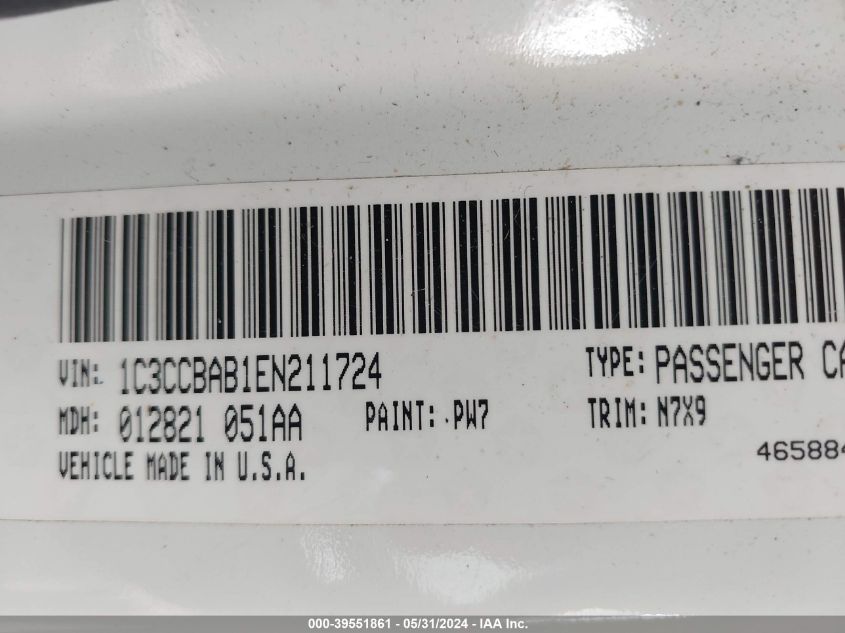 VIN: 1C3CCBAB1EN211724 TYPE: PASSENGER CA
MDH: 012821 051AA PAINT: PW7 TRIM: N7X9
VEHICLE MADE IN U.S.A.
465884
000-39551861 - 05/31/2024 - IAA Inc.